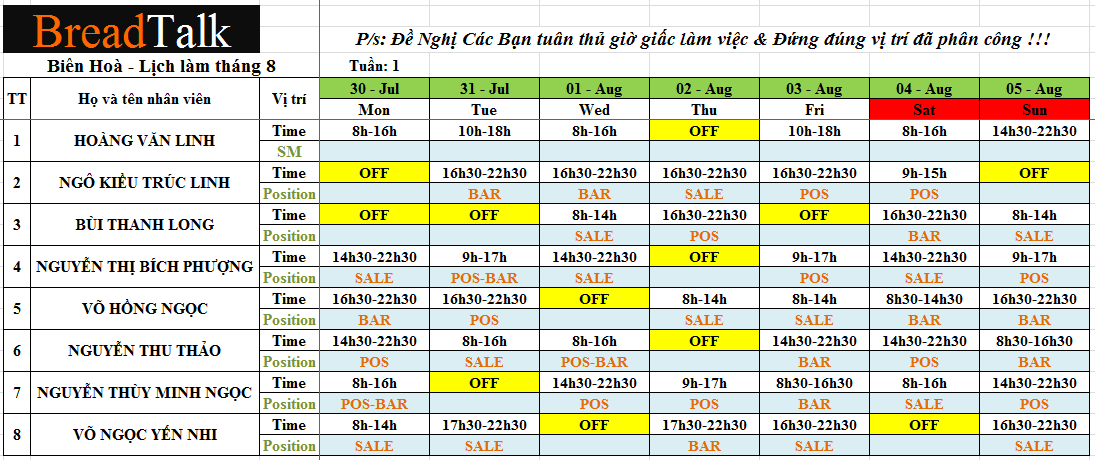 BreadTalk
P/s: Đề Nghị Các Bạn tuân thủ giờ giấc làm việc & Đứng đúng vị trí đã phân công !!!
Biên Hoà - Lịch làm tháng 8 Tuần: 1
TT Họ và tên nhân viên Vị trí 30 - Jul 31 - Jul 01 - Aug 02 - Aug 03 - Aug 04 - Aug 05 - Aug
Mon Tue Wed Thu Fri Sat Sun
1 HOÀNG VĂN LINH Time 8h-16h 10h-18h 8h-16h OFF 10h-18h 8h-16h 14h30-22h30
SM
2 NGÔ KIỀU TRÚC LINH Time OFF 16h30-22h30 16h30-22h30 16h30-22h30 16h30-22h30 9h-15h OFF
Position BAR BAR SALE POS POS
3 BÙI THANH LONG Time OFF OFF 8h-14h 16h30-22h30 OFF 16h30-22h30 8h-14h
Position SALE POS BAR SALE
4 NGUYỄN THỊ BÍCH PHƯỢNG Time 14h30-22h30 9h-17h 14h30-22h30 OFF 9h-17h 14h30-22h30 9h-17h
Position SALE POS-BAR SALE POS SALE POS
5 VÕ HỒNG NGỌC Time 16h30-22h30 16h30-22h30 OFF 8h-14h 8h-14h 8h30-14h30 16h30-22h30
Position BAR POS SALE SALE BAR BAR
6 NGUYỄN THU THẢO Time 14h30-22h30 8h-16h 8h-16h OFF 14h30-22h30 14h30-22h30 8h30-16h30
Position POS SALE POS-BAR BAR POS BAR
7 NGUYỄN THÙY MINH NGỌC Time 8h-16h OFF 14h30-22h30 9h-17h 8h30-16h30 8h-16h 14h30-22h30
Position POS-BAR POS POS BAR SALE POS
8 VÕ NGỌC YẾN NHI Time 8h-14h 17h30-22h30 OFF 17h30-22h30 16h30-22h30 OFF 16h30-22h30
Position SALE SALE BAR SALE SALE